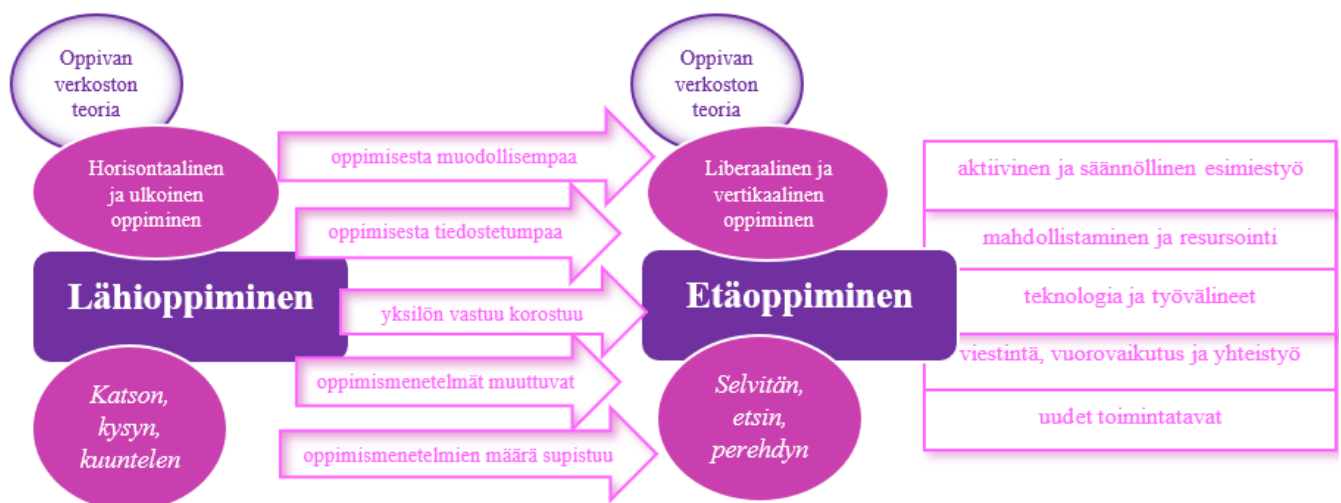 Oppivan
verkoston
teoria
Horisontaalinen
ja ulkoinen
oppiminen
Lähioppiminen
Katson,
kysyn,
kuuntelen
oppimisesta muodollisempaa
oppimisesta tiedostetumpaa
yksilön vastuu korostuu
oppimismenetelmät muuttuvat
oppimismenetelmien määrä supistuu
Oppivan
verkoston
teoria
Liberaalinen ja
vertikaalinen
oppiminen
Etäoppiminen
Selvitän,
etsin,
perehdyn
aktiivinen ja säännöllinen esimiestyö
mahdollistaminen ja resursointi
teknologia ja työvälineet
viestintä, vuorovaikutus ja yhteistyö
uudet toimintatavat